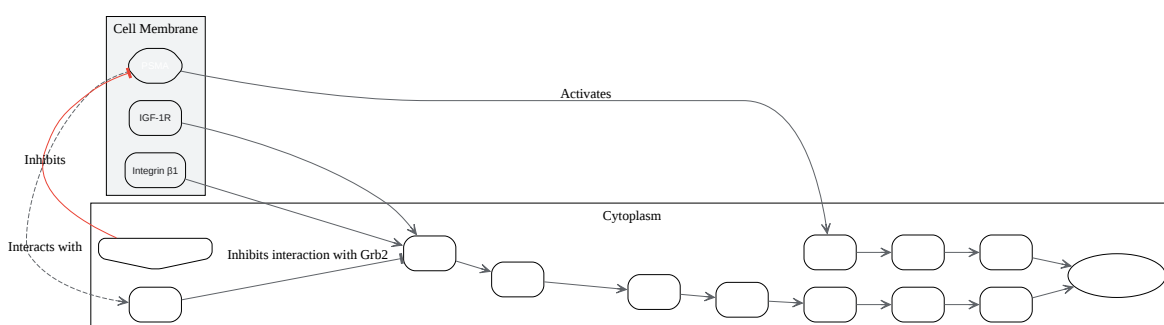 Cell Membrane
IGF-1R
Activates
Inhibits
Integrin β1
Cytoplasm
Interacts with
Inhibits interaction with Grb2